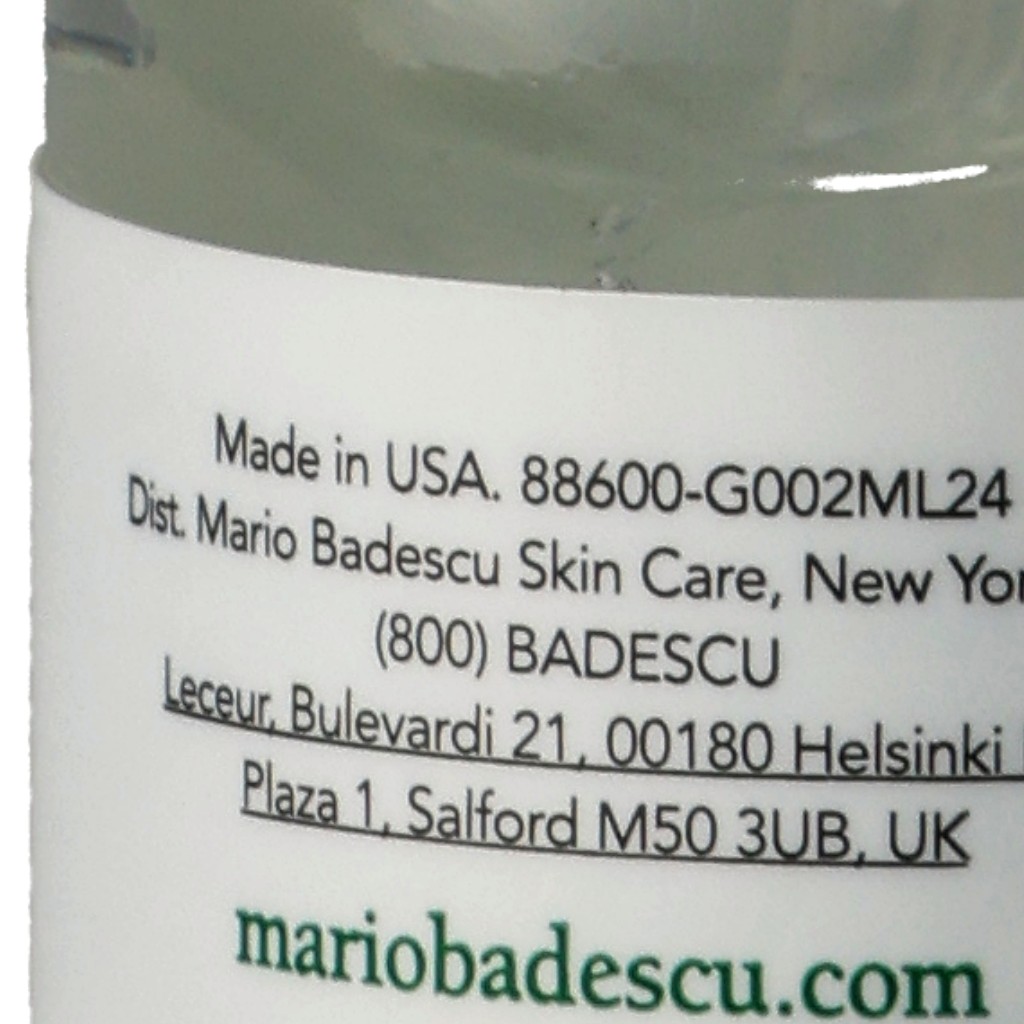 Made in USA. 88600-G002ML24
Dist. Mario Badescu Skin Care, New
(800) BADESCU
Leceur, Bulevardi 21, 00180 Helsinki
Plaza 1, Salford M50 3UB, UK
mariobadescu.com